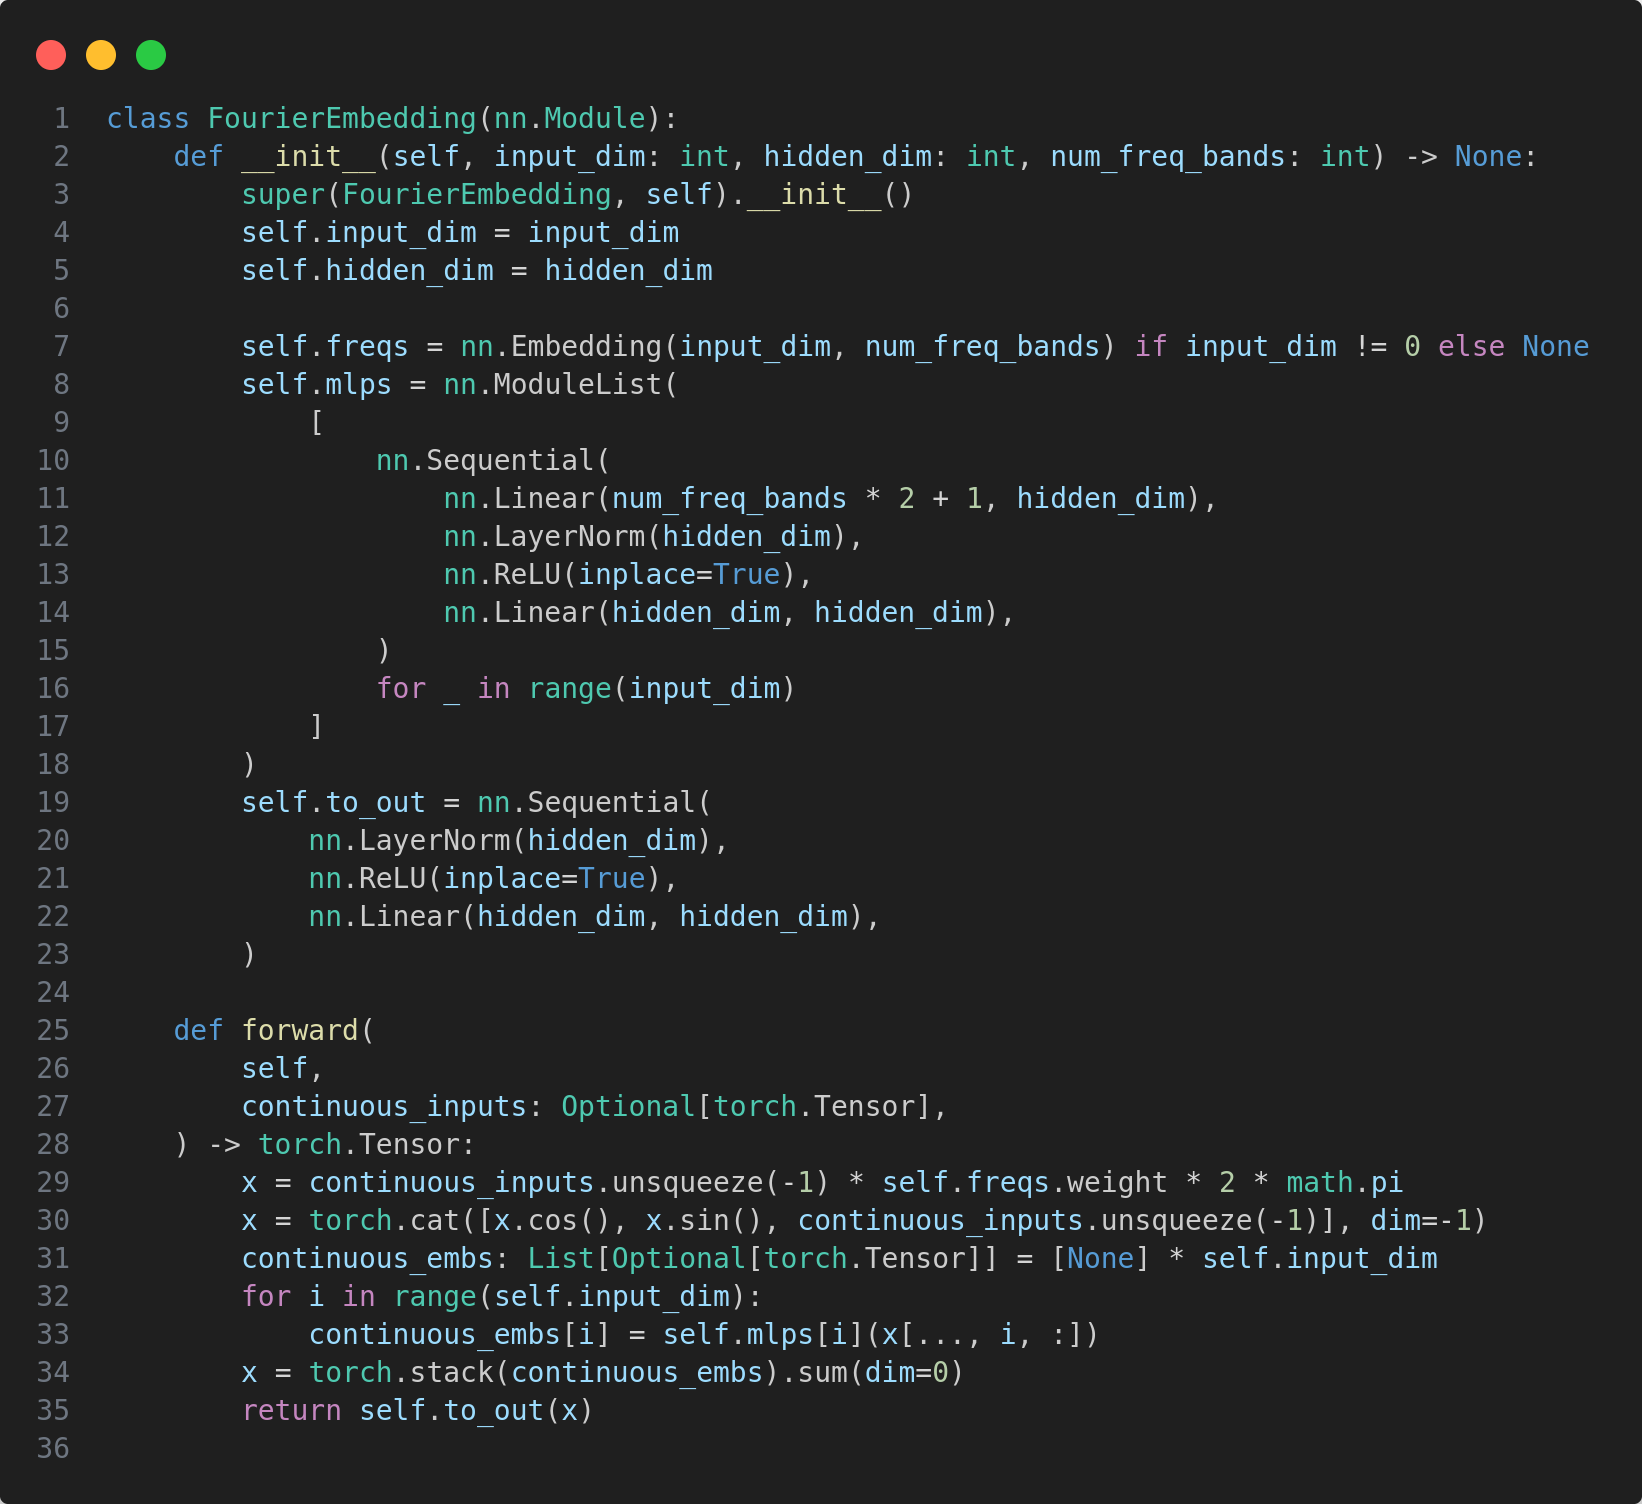 1 class FourierEmbedding(nn.Module):
2     def __init__(self, input_dim: int, hidden_dim: int, num_freq_bands: int) -> None:
3         super(FourierEmbedding, self).__init__()
4         self.input_dim = input_dim
5         self.hidden_dim = hidden_dim
6
7         self.freqs = nn.Embedding(input_dim, num_freq_bands) if input_dim != 0 else None
8         self.mlps = nn.ModuleList(
9             [
10                 nn.Sequential(
11                     nn.Linear(num_freq_bands * 2 + 1, hidden_dim),
12                     nn.LayerNorm(hidden_dim),
13                     nn.ReLU(inplace=True),
14                     nn.Linear(hidden_dim, hidden_dim),
15                 )
16                 for _ in range(input_dim)
17             ]
18         )
19         self.to_out = nn.Sequential(
20             nn.LayerNorm(hidden_dim),
21             nn.ReLU(inplace=True),
22             nn.Linear(hidden_dim, hidden_dim),
23         )
24
25     def forward(
26         self,
27         continuous_inputs: Optional[torch.Tensor],
28     ) -> torch.Tensor:
29         x = continuous_inputs.unsqueeze(-1) * self.freqs.weight * 2 * math.pi
30         x = torch.cat([x.cos(), x.sin(), continuous_inputs.unsqueeze(-1)], dim=-1)
31         continuous_embs: List[Optional[torch.Tensor]] = [None] * self.input_dim
32         for i in range(self.input_dim):
33             continuous_embs[i] = self.mlps[i](x[..., i, :])
34         x = torch.stack(continuous_embs).sum(dim=0)
35         return self.to_out(x)
36